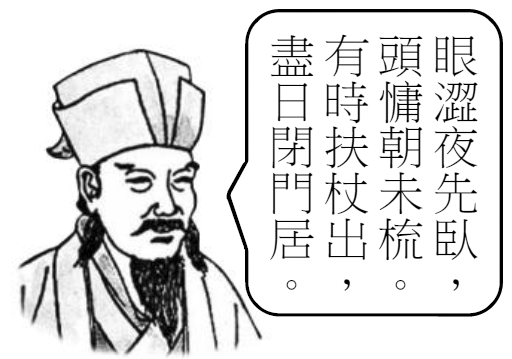 眼澀夜先臥，
頭慵朝未梳。
有時扶杖出，
盡日閉門居。